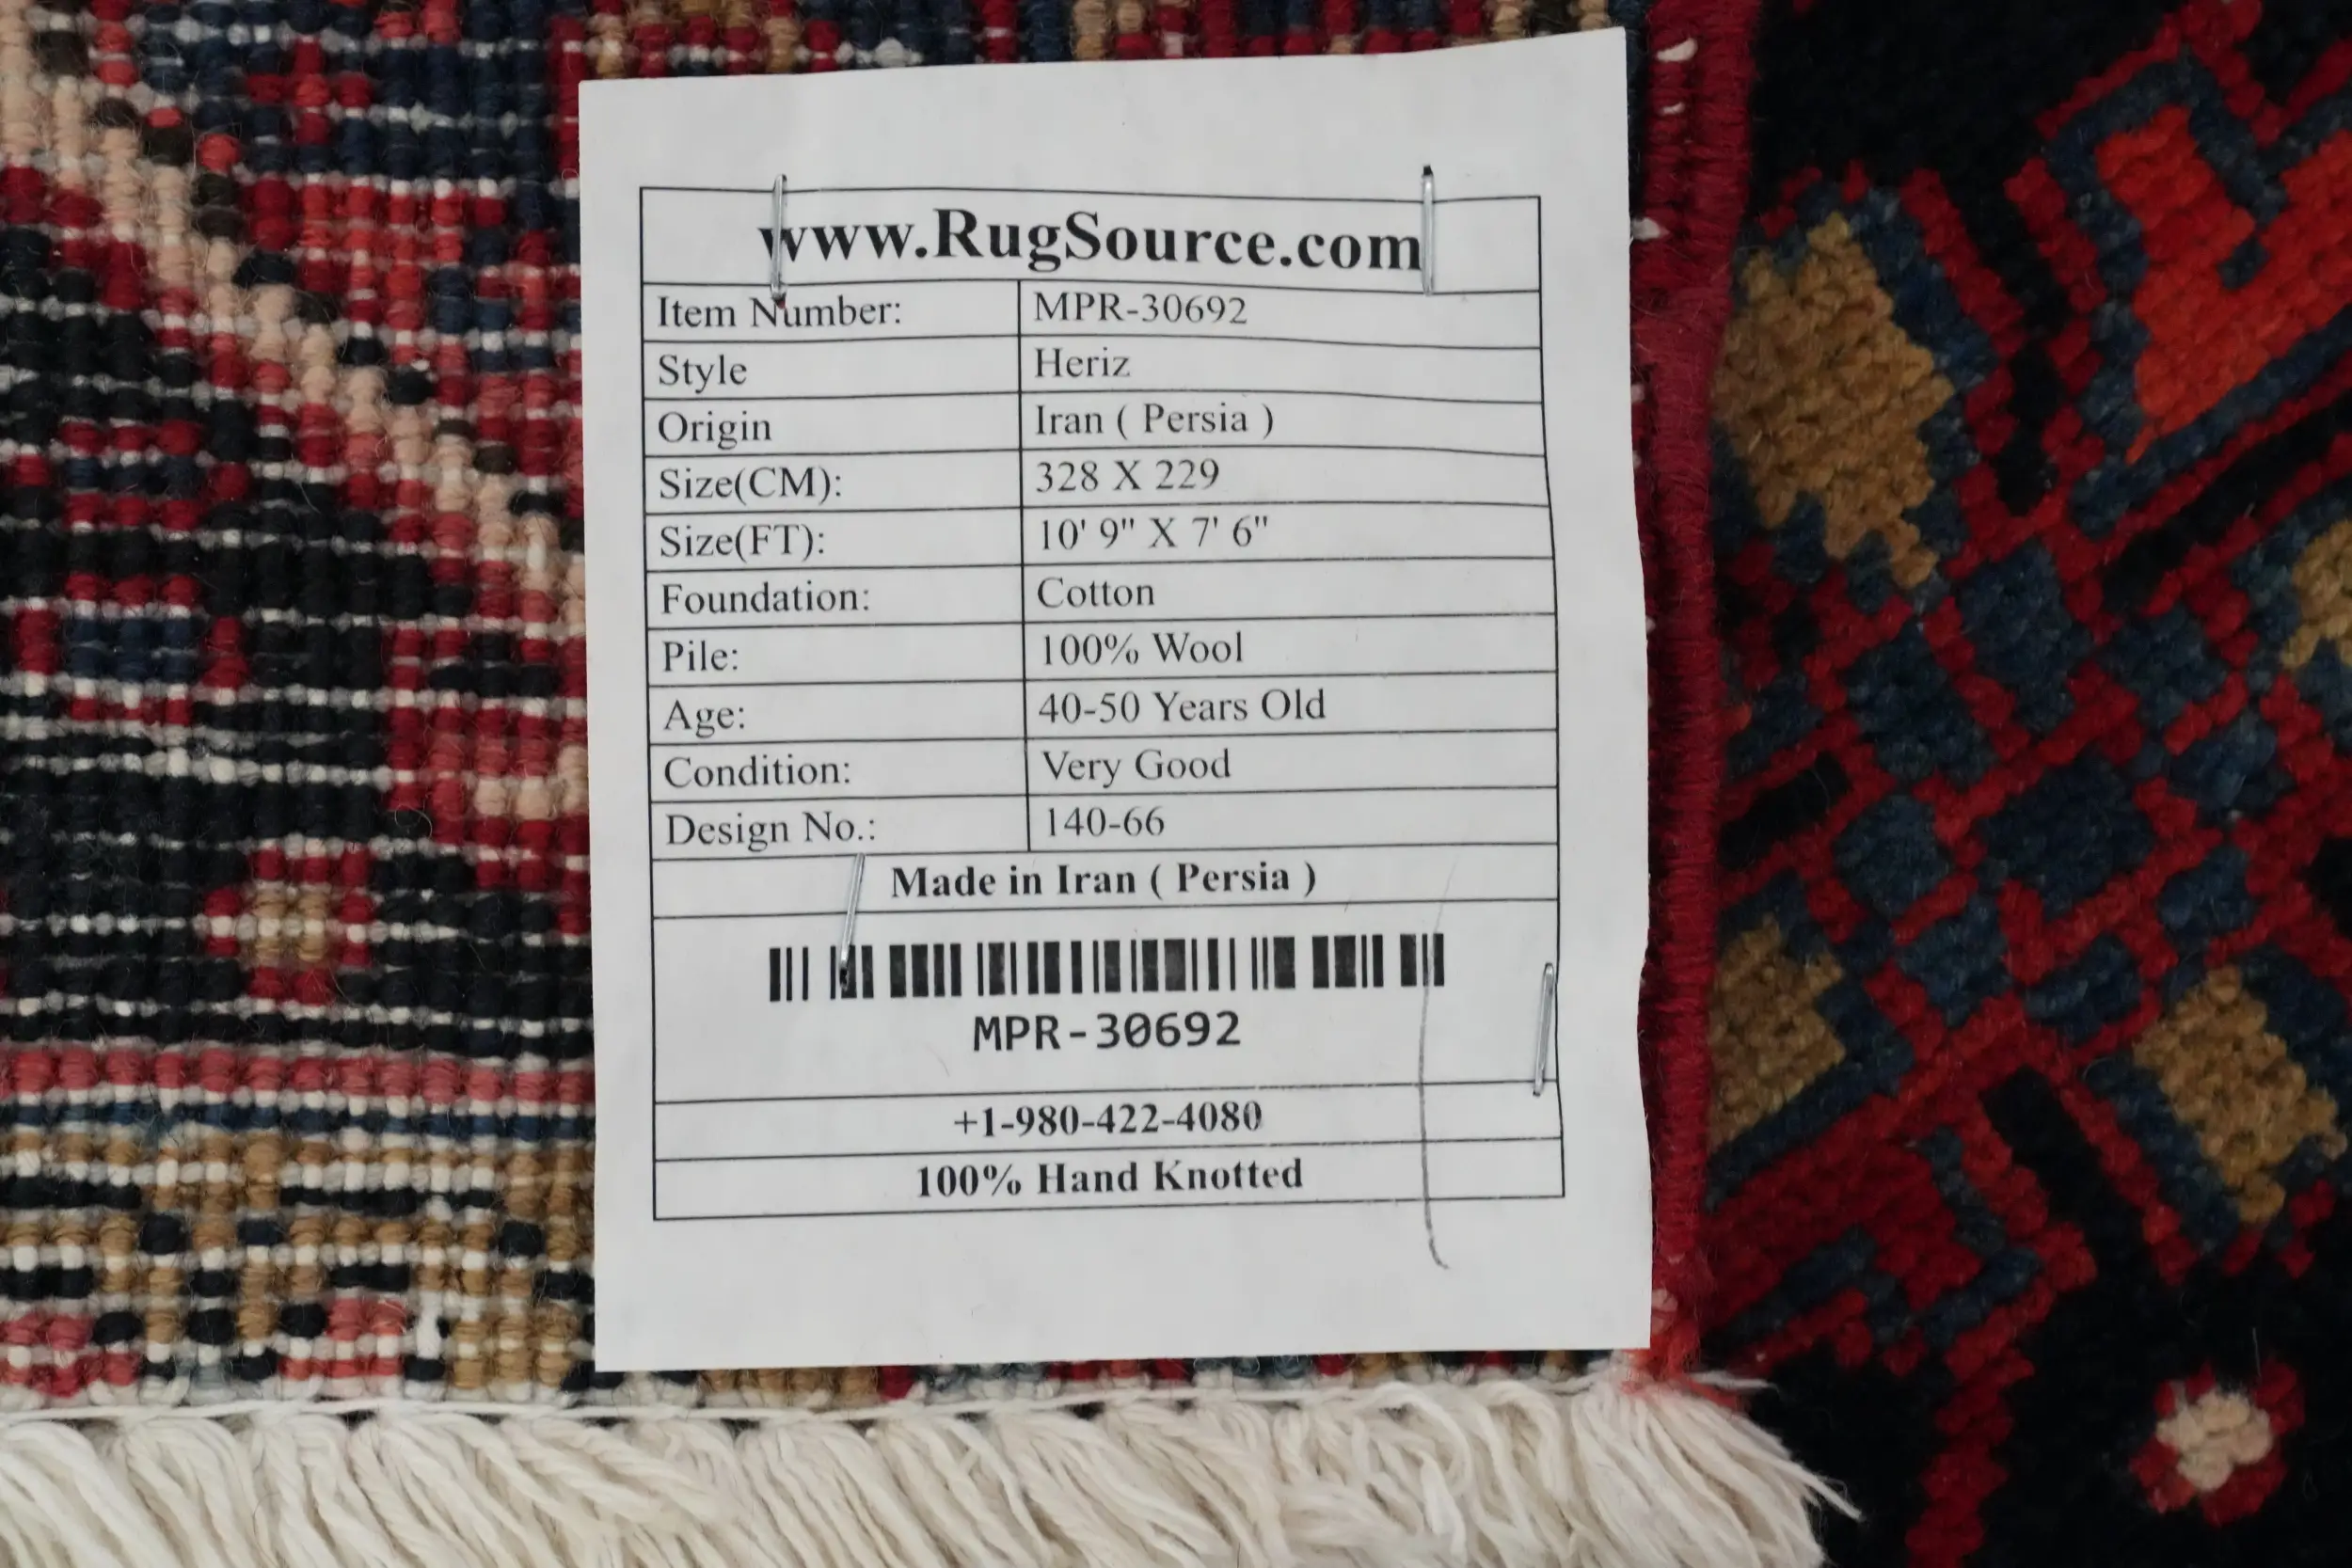 www.RugSource.com
Item Number: MPR-30692
Style Heriz
Origin Iran ( Persia )
Size(CM): 328 X 229
Size(FT): 10' 9" X 7' 6"
Foundation: Cotton
Pile: 100% Wool
Age: 40-50 Years Old
Condition: Very Good
Design No.: 140-66
Made in Iran ( Persia )
MPR-30692
+1-980-422-4080
100% Hand Knotted